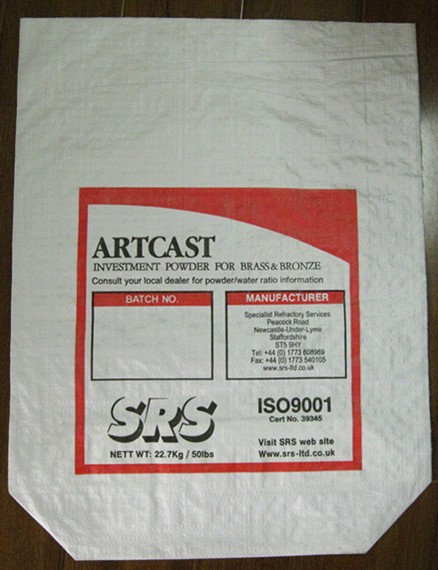 ARTCAST
INVESTMENT POWDER FOR BRASS & BRONZE
Consult your local dealer for powder/water ratio information
BATCH NO.
MANUFACTURER
Specialist Refractory Services
Peacock Road
Newcastle-Under-Lyme
Staffordshire
ST5 9HY
Tel: +44 (0) 1773 608969
Fax: +44 (0) 1773 540105
www.srs-ltd.co.uk
SRS
NETT WT: 22.7Kg / 50lbs
ISO9001
Cert No. 39345
Visit SRS web site
Www.srs-ltd.co.uk